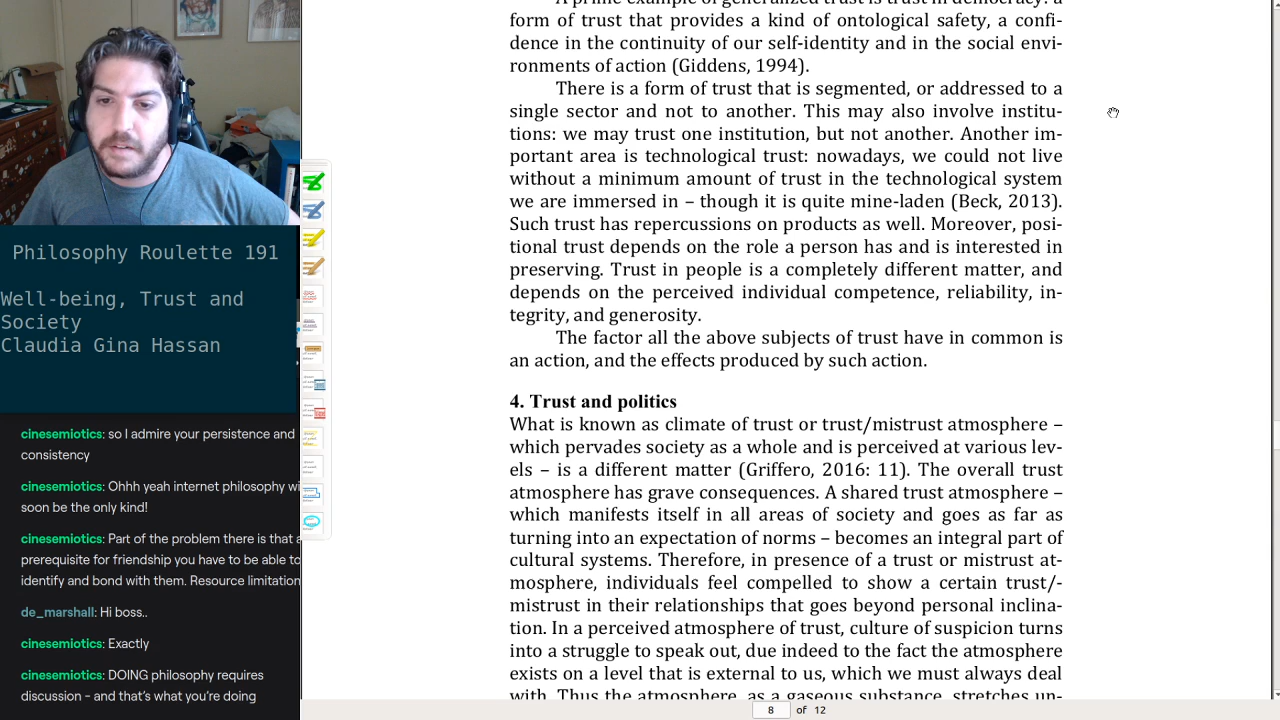 A prime example of generalized trust is trust in democracy: a
form of trust that provides a kind of ontological safety, a confi-
dence in the continuity of our self-identity and in the social envi-
ronments of action (Giddens, 1994).
There is a form of trust that is segmented, or addressed to a
single sector and not to another. This may also involve institu-
tions: we may trust one institution, but not another. Another im-
portant area is technological trust: nowadays, we could not live
without a minimum amount of trust in the technological system
we are immersed in – though it is quite mine-laden (Beck, 2013).
Such trust has repercussions on products as well. Moreover, posi-
tional trust depends on the role a person has and is interested in
preserving. Trust in people is a completely different matter, and
depends on the perceived individual competence, reliability, in-
tegrity, and generosity.
The factor all the above subjects of trust have in common is
an action and the effects produced by such action.
4. Trust and politics
What is known as climate of trust or trust/mistrust atmosphere –
which pervades society as a whole and is present at various lev-
els – is a different matter (Griffero, 2016: 11). The overall trust
atmosphere has several consequences. A shared trust atmosphere –
which manifests itself in all areas of society and goes as far as
turning into an expectation of norms – becomes an integral part of
cultural systems. Therefore, in presence of a trust or mistrust at-
mosphere, individuals feel compelled to show a certain trust/-
mistrust in their relationships that goes beyond personal inclina-
tion. In a perceived atmosphere of trust, culture of suspicion turns
into a struggle to speak out, due indeed to the fact the atmosphere
exists on a level that is external to us, which we must always deal
with. Thus the atmosphere, as a gaseous substance, stretches un-
8 of 12
Philosophy Roulette 191
Well-being, Trust and
Society
Claudia Gina Hassan
cinesemiotics: so I admire your persistence and
consistency
cinesemiotics: Ohhh yeah internet philosophy w
soon be the only kind!
cinesemiotics: Part of the problem there is that a
prerequisite for friendship you have to be able to
identify and bond with them. Resource limitation
de_marshall: Hi boss..
cinesemiotics: Exactly
cinesemiotics: DOING philosophy requires
discussion - and that's what you're doing